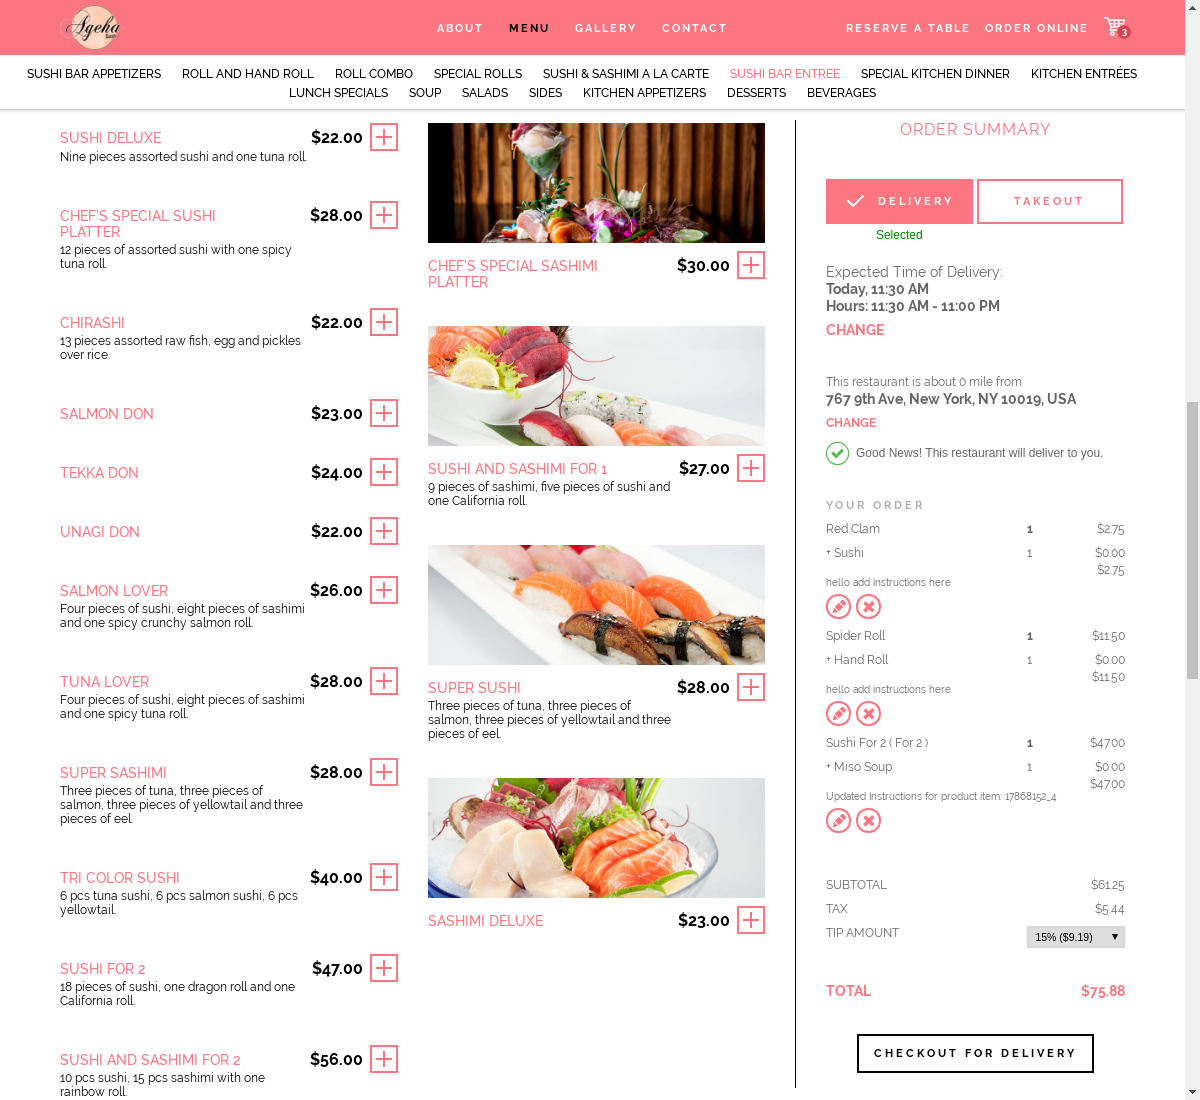 Ageha
Sushi
ABOUT
MENU
GALLERY
CONTACT
RESERVE A TABLE
ORDER ONLINE
3
SUSHI BAR APPETIZERS
ROLL AND HAND ROLL
ROLL COMBO
SPECIAL ROLLS
SUSHI & SASHIMI A LA CARTE
SUSHI BAR ENTREE
SPECIAL KITCHEN DINNER
KITCHEN ENTRÉES
LUNCH SPECIALS
SOUP
SALADS
SIDES
KITCHEN APPETIZERS
DESSERTS
BEVERAGES
SUSHI DELUXE $22.00
Nine pieces assorted sushi and one tuna roll.
CHEF'S SPECIAL SUSHI $28.00
PLATTER
12 pieces of assorted sushi with one spicy
tuna roll.
CHIRASHI $22.00
13 pieces assorted raw fish, egg and pickles
over rice.
SALMON DON $23.00
TEKKA DON $24.00
UNAGI DON $22.00
SALMON LOVER $26.00
Four pieces of sushi, eight pieces of sashimi
and one spicy crunchy salmon roll.
TUNA LOVER $28.00
Four pieces of sushi, eight pieces of sashimi
and one spicy tuna roll.
SUPER SASHIMI $28.00
Three pieces of tuna, three pieces of
salmon, three pieces of yellowtail and three
pieces of eel.
TRI COLOR SUSHI $40.00
6 pcs tuna sushi, 6 pcs salmon sushi, 6 pcs
yellowtail.
SUSHI FOR 2 $47.00
18 pieces of sushi, one dragon roll and one
California roll.
SUSHI AND SASHIMI FOR 2 $56.00
10 pcs sushi, 15 pcs sashimi with one
rainbow roll.
CHEF'S SPECIAL SASHIMI $30.00
PLATTER
SUSHI AND SASHIMI FOR 1 $27.00
9 pieces of sashimi, five pieces of sushi and
one California roll.
SUPER SUSHI $28.00
Three pieces of tuna, three pieces of
salmon, three pieces of yellowtail and three
pieces of eel.
SASHIMI DELUXE $23.00
ORDER SUMMARY
DELIVERY
TAKEOUT
Selected
Expected Time of Delivery:
Today, 11:30 AM
Hours: 11:30 AM - 11:00 PM
CHANGE
This restaurant is about 0 mile from
767 9th Ave, New York, NY 10019, USA
CHANGE
Good News! This restaurant will deliver to you.
YOUR ORDER
Red Clam 1 $2.75
+ Sushi 1 $0.00
$2.75
hello add instructions here
Spider Roll 1 $11.50
+ Hand Roll 1 $0.00
$11.50
hello add instructions here
Sushi For 2 ( For 2 ) 1 $47.00
+ Miso Soup 1 $0.00
$47.00
Updated Instructions for product item: 17868152_4
SUBTOTAL $61.25
TAX $5.44
TIP AMOUNT 15% ($9.19)
TOTAL $75.88
CHECKOUT FOR DELIVERY